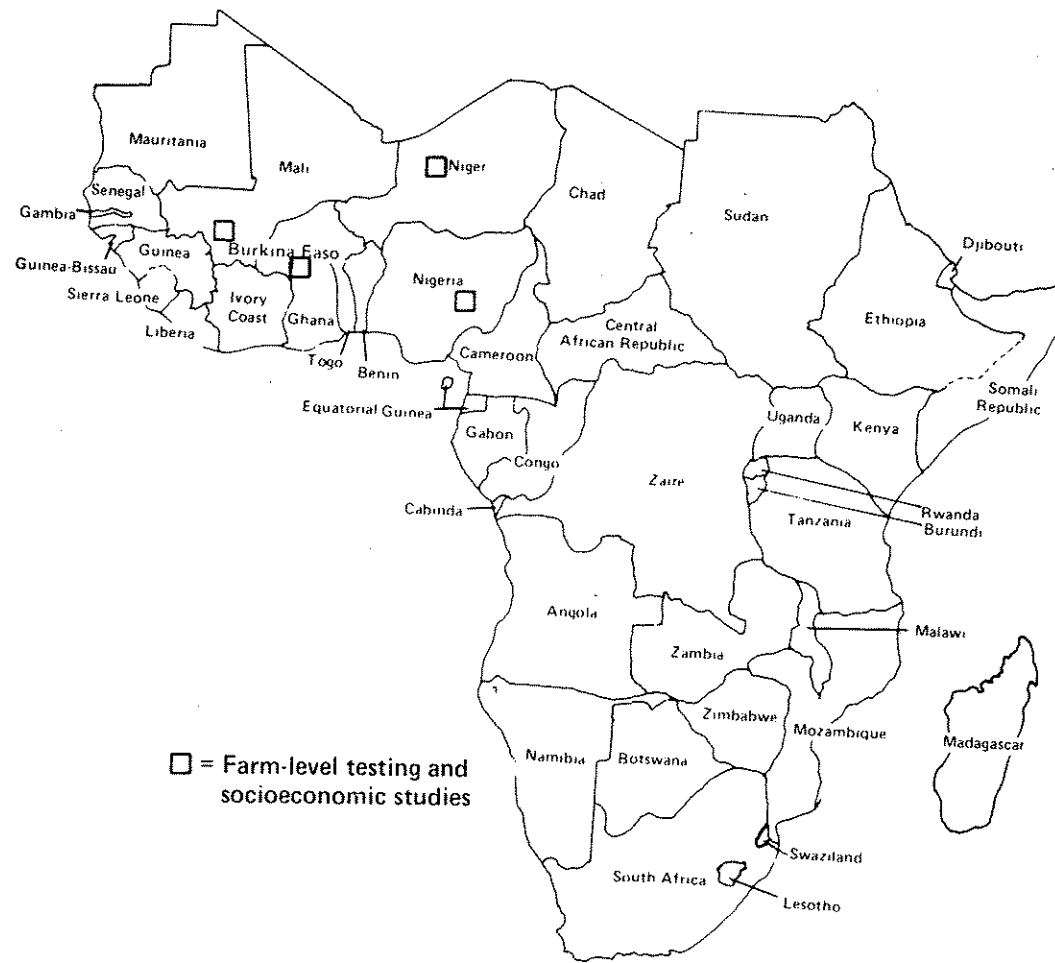 Mauritania
Mali
Niger
Chad
Sudan
Senegal
Gambia
Guinea
Guinea-Bissau
Sierra Leone
Liberia
Burkina Faso
Ivory
Coast
Ghana
Togo
Benin
Nigeria
Cameroon
Central
African Republic
Djibouti
Ethiopia
Somali
Republic
Equatorial Guinea
Gabon
Congo
Cabinda
Zaire
Uganda
Kenya
Rwanda
Burundi
Tanzania
Angola
Zambia
Malawi
Zimbabwe
Mozambique
Madagascar
Namibia
Botswana
= Farm-level testing and
socioeconomic studies
Swaziland
South Africa
Lesotho